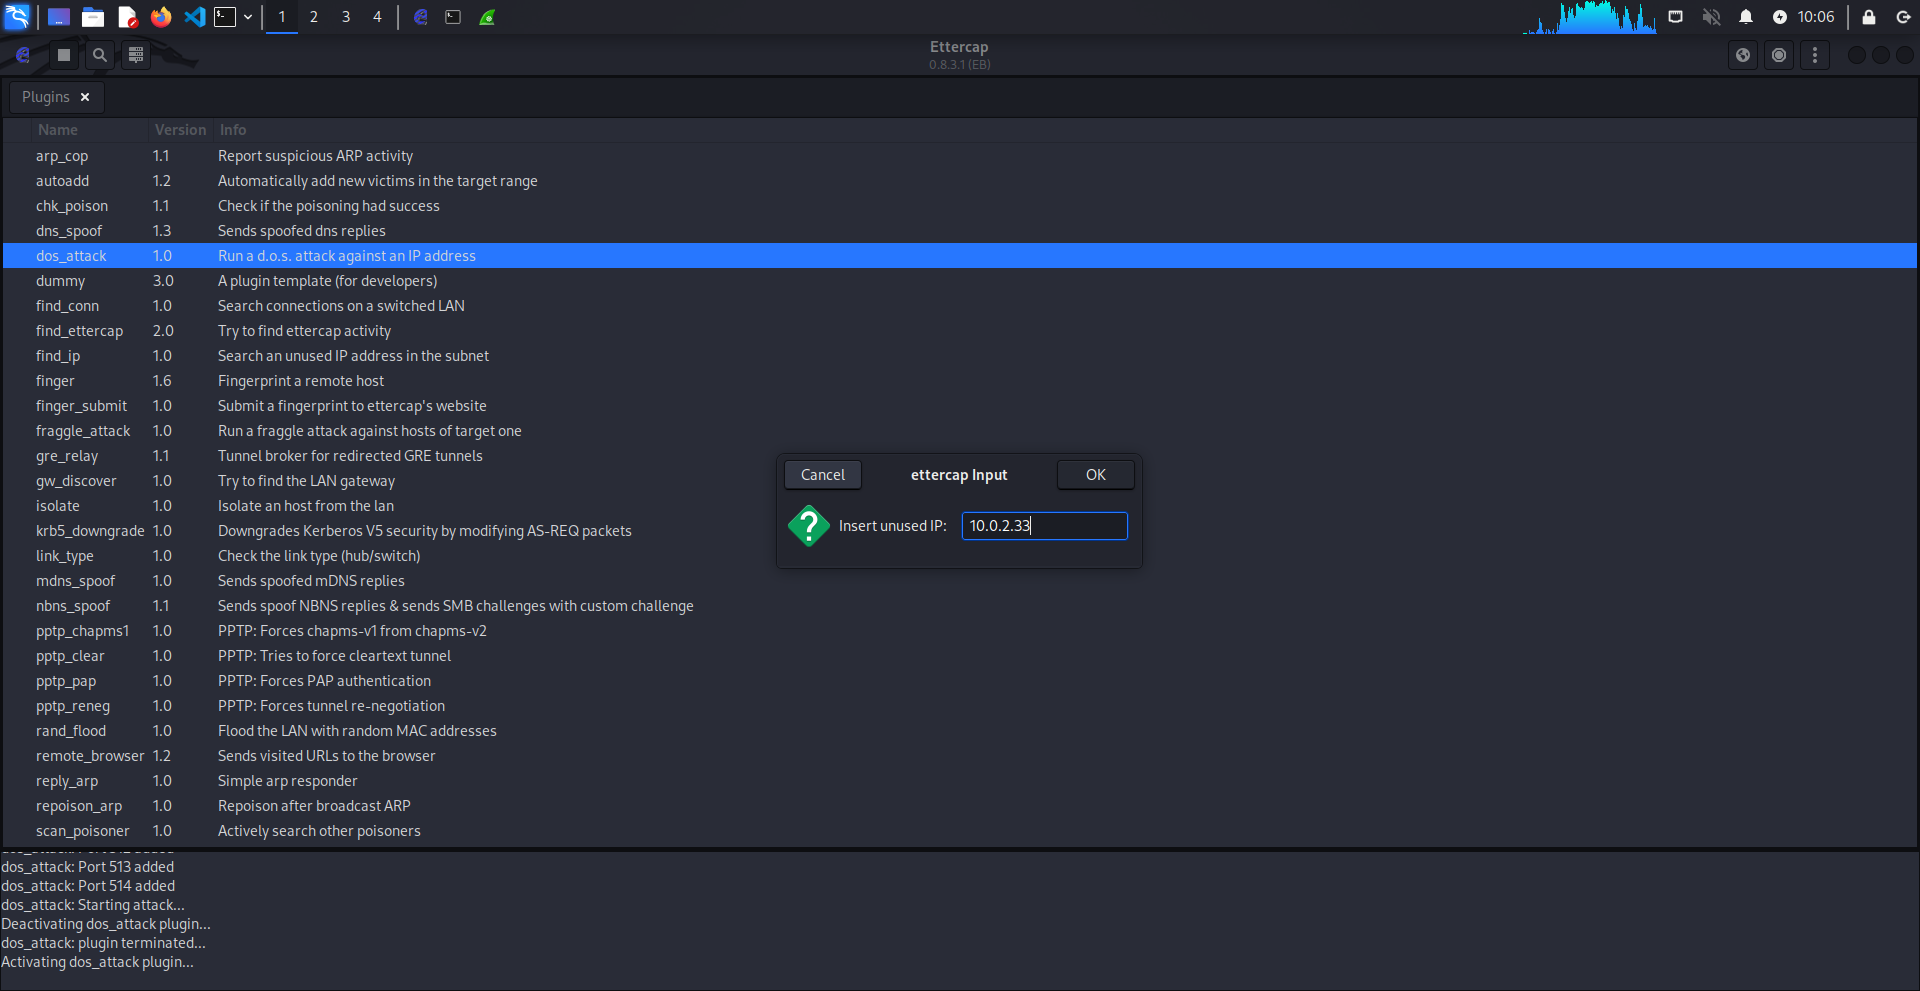 1 2 3 4
10:06
Ettercap
0.8.3.1 (EB)
Plugins
Name Version Info
arp_cop 1.1 Report suspicious ARP activity
autoadd 1.2 Automatically add new victims in the target range
chk_poison 1.1 Check if the poisoning had success
dns_spoof 1.3 Sends spoofed dns replies
dos_attack 1.0 Run a d.o.s. attack against an IP address
dummy 3.0 A plugin template (for developers)
find_conn 1.0 Search connections on a switched LAN
find_ettercap 2.0 Try to find ettercap activity
find_ip 1.0 Search an unused IP address in the subnet
finger 1.6 Fingerprint a remote host
finger_submit 1.0 Submit a fingerprint to ettercap's website
fraggle_attack 1.0 Run a fraggle attack against hosts of target one
gre_relay 1.1 Tunnel broker for redirected GRE tunnels
gw_discover 1.0 Try to find the LAN gateway
isolate 1.0 Isolate an host from the lan
krb5_downgrade 1.0 Downgrades Kerberos V5 security by modifying AS-REQ packets
link_type 1.0 Check the link type (hub/switch)
mdns_spoof 1.0 Sends spoofed mDNS replies
nbns_spoof 1.1 Sends spoof NBNS replies & sends SMB challenges with custom challenge
pptp_chapms1 1.0 PPTP: Forces chapms-v1 from chapms-v2
pptp_clear 1.0 PPTP: Tries to force cleartext tunnel
pptp_pap 1.0 PPTP: Forces PAP authentication
pptp_reneg 1.0 PPTP: Forces tunnel re-negotiation
rand_flood 1.0 Flood the LAN with random MAC addresses
remote_browser 1.2 Sends visited URLs to the browser
reply_arp 1.0 Simple arp responder
repoison_arp 1.0 Repoison after broadcast ARP
scan_poisoner 1.0 Actively search other poisoners
Cancel ettercap Input OK
Insert unused IP: 10.0.2.33
dos_attack: Port 513 added
dos_attack: Port 514 added
dos_attack: Starting attack...
Deactivating dos_attack plugin...
dos_attack: plugin terminated...
Activating dos_attack plugin...